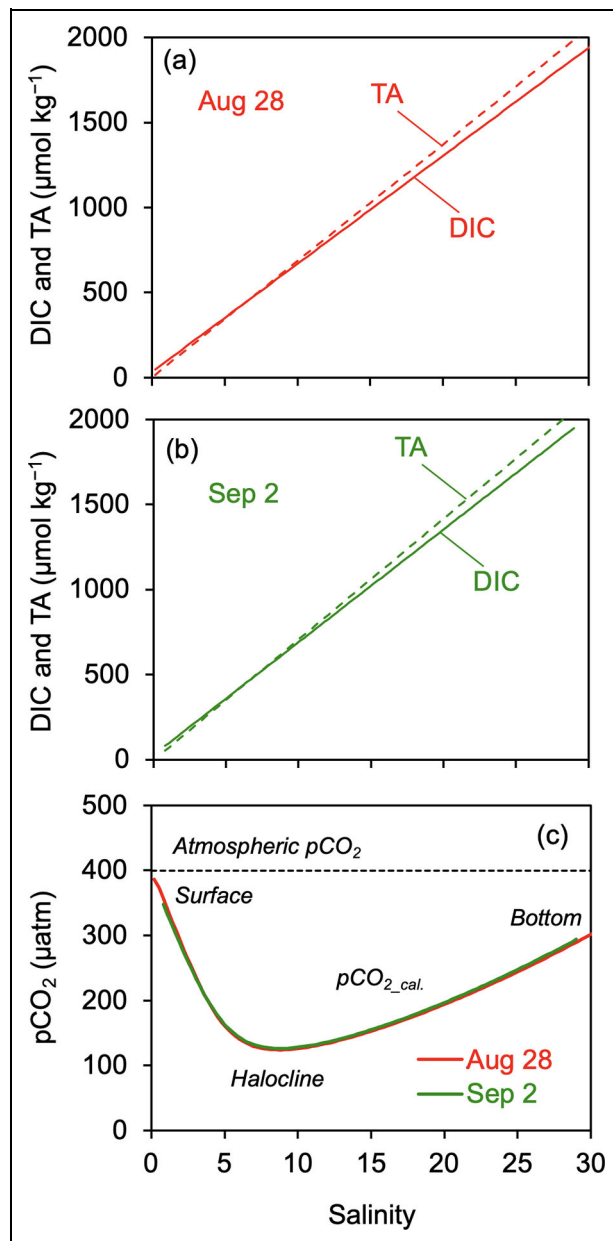 2000
(a)
Aug 28
TA
1500
1000
DIC
500
0
DIC and TA (µmol kg⁻¹)
2000
(b)
TA
Sep 2
1500
1000
DIC
500
0
DIC and TA (µmol kg⁻¹)
500
(c)
Atmospheric pCO₂
400
Surface
300
Bottom
pCO₂_cal.
200
100
Halocline
Aug 28
Sep 2
0
pCO₂ (µatm)
0 5 10 15 20 25 30
Salinity